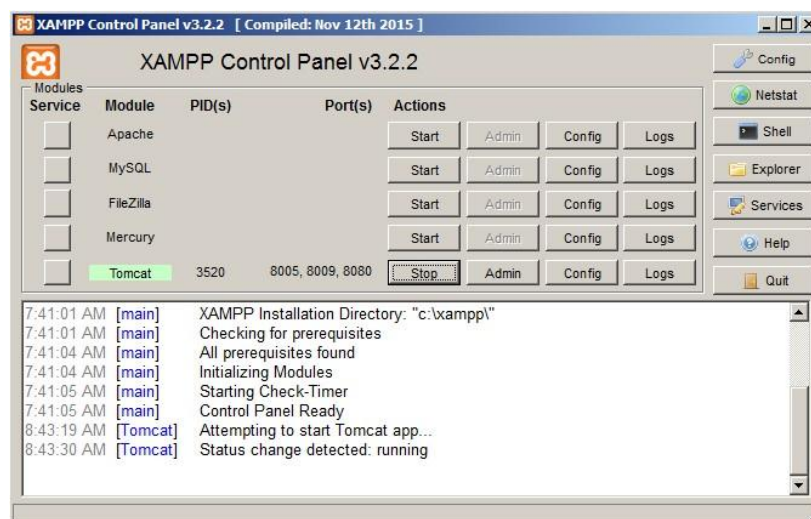 XAMPP Control Panel v3.2.2 [ Compiled: Nov 12th 2015 ]
XAMPP Control Panel v3.2.2
Config
Modules
Service Module PID(s) Port(s) Actions
Netstat
Apache Start Admin Config Logs
Shell
MySQL Start Admin Config Logs
Explorer
FileZilla Start Admin Config Logs
Services
Mercury Start Admin Config Logs
Help
Tomcat 3520 8005, 8009, 8080 Stop Admin Config Logs
Quit
7:41:01 AM [main] XAMPP Installation Directory: "c:\xampp\"
7:41:01 AM [main] Checking for prerequisites
7:41:04 AM [main] All prerequisites found
7:41:04 AM [main] Initializing Modules
7:41:05 AM [main] Starting Check-Timer
7:41:05 AM [main] Control Panel Ready
8:43:19 AM [Tomcat] Attempting to start Tomcat app...
8:43:30 AM [Tomcat] Status change detected: running